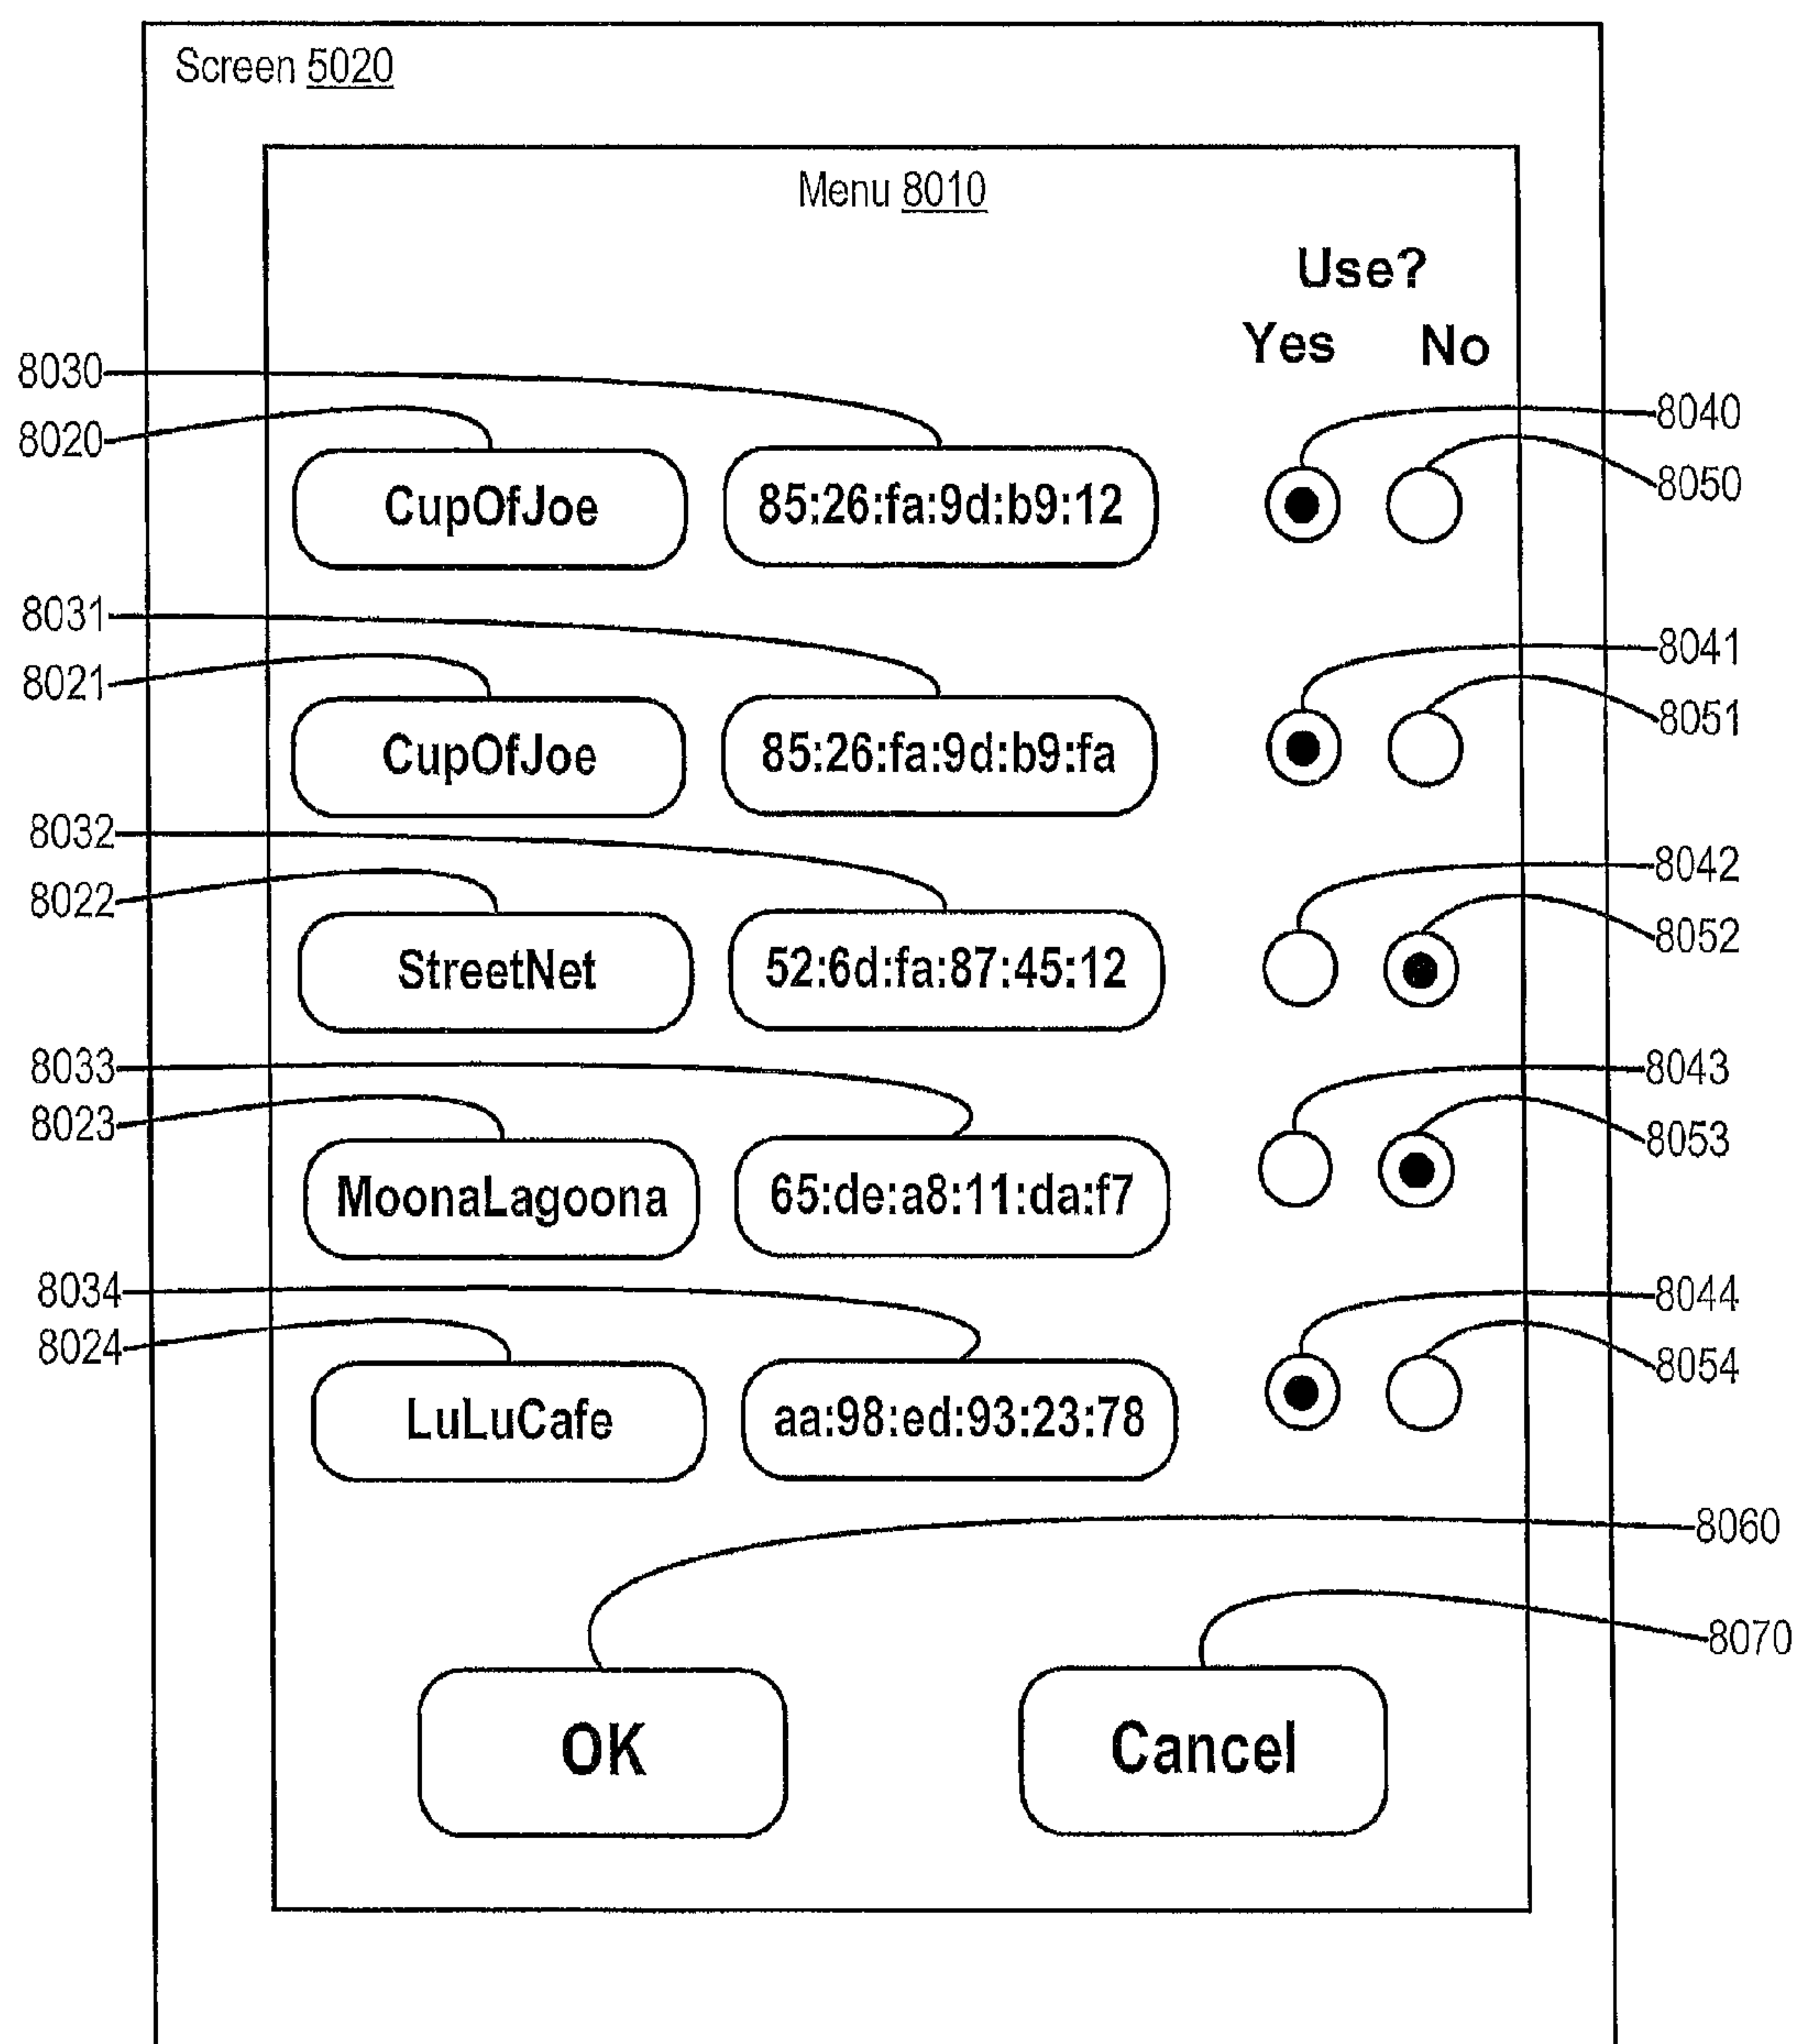 Screen 5020
Menu 8010
Use?
Yes No
8030
8020
CupOfJoe 85:26:fa:9d:b9:12
8040
8050
8031
8021
CupOfJoe 85:26:fa:9d:b9:fa
8041
8051
8032
8022
StreetNet 52:6d:fa:87:45:12
8042
8052
8033
8023
MoonaLagoona 65:de:a8:11:da:f7
8043
8053
8034
8024
LuLuCafe aa:98:ed:93:23:78
8044
8054
8060
8070
OK Cancel